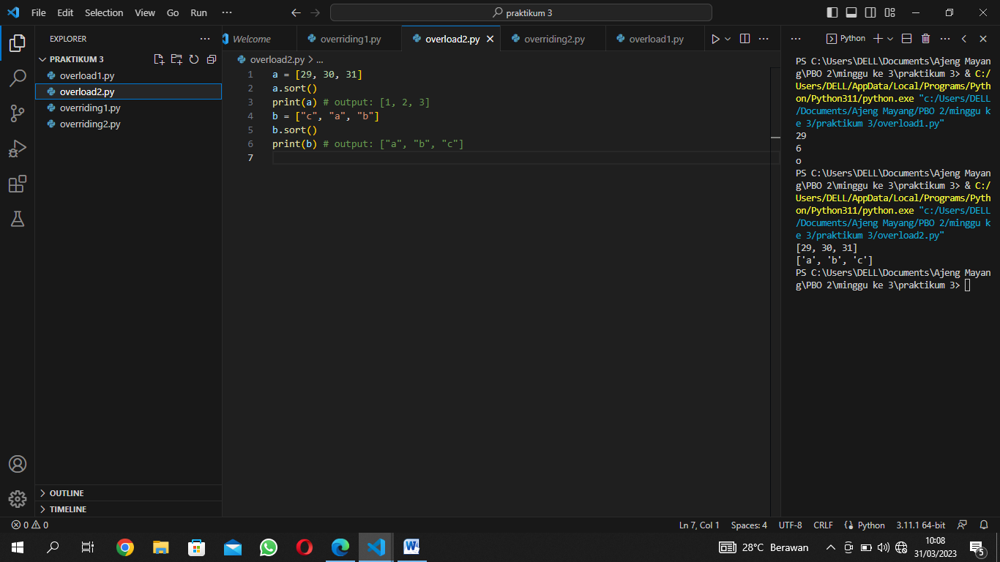 File Edit Selection View Go Run ···
praktikum 3
EXPLORER
PRAKTIKUM 3
overload1.py
overload2.py
overriding1.py
overriding2.py
OUTLINE
TIMELINE
Welcome overriding1.py overload2.py overriding2.py overload1.py
overload2.py > ...
1 a = [29, 30, 31]
2 a.sort()
3 print(a) # output: [1, 2, 3]
4 b = ["c", "a", "b"]
5 b.sort()
6 print(b) # output: ["a", "b", "c"]
7
Python
PS C:\Users\DELL\Documents\Ajeng Mayan
g\PBO 2\minggu ke 3\praktikum 3> & C:/
Users/DELL/AppData/Local/Programs/Pyth
on/Python311/python.exe "c:/Users/DELL
/Documents/Ajeng Mayang/PBO 2/minggu k
e 3/praktikum 3/overload1.py"
29
6
o
PS C:\Users\DELL\Documents\Ajeng Mayan
g\PBO 2\minggu ke 3\praktikum 3> & C:/
Users/DELL/AppData/Local/Programs/Pyth
on/Python311/python.exe "c:/Users/DELL
/Documents/Ajeng Mayang/PBO 2/minggu k
e 3/praktikum 3/overload2.py"
[29, 30, 31]
['a', 'b', 'c']
PS C:\Users\DELL\Documents\Ajeng Mayan
g\PBO 2\minggu ke 3\praktikum 3>
0 0 Ln 7, Col 1 Spaces: 4 UTF-8 CRLF Python 3.11.1 64-bit
28°C Berawan
10:08
31/03/2023
5